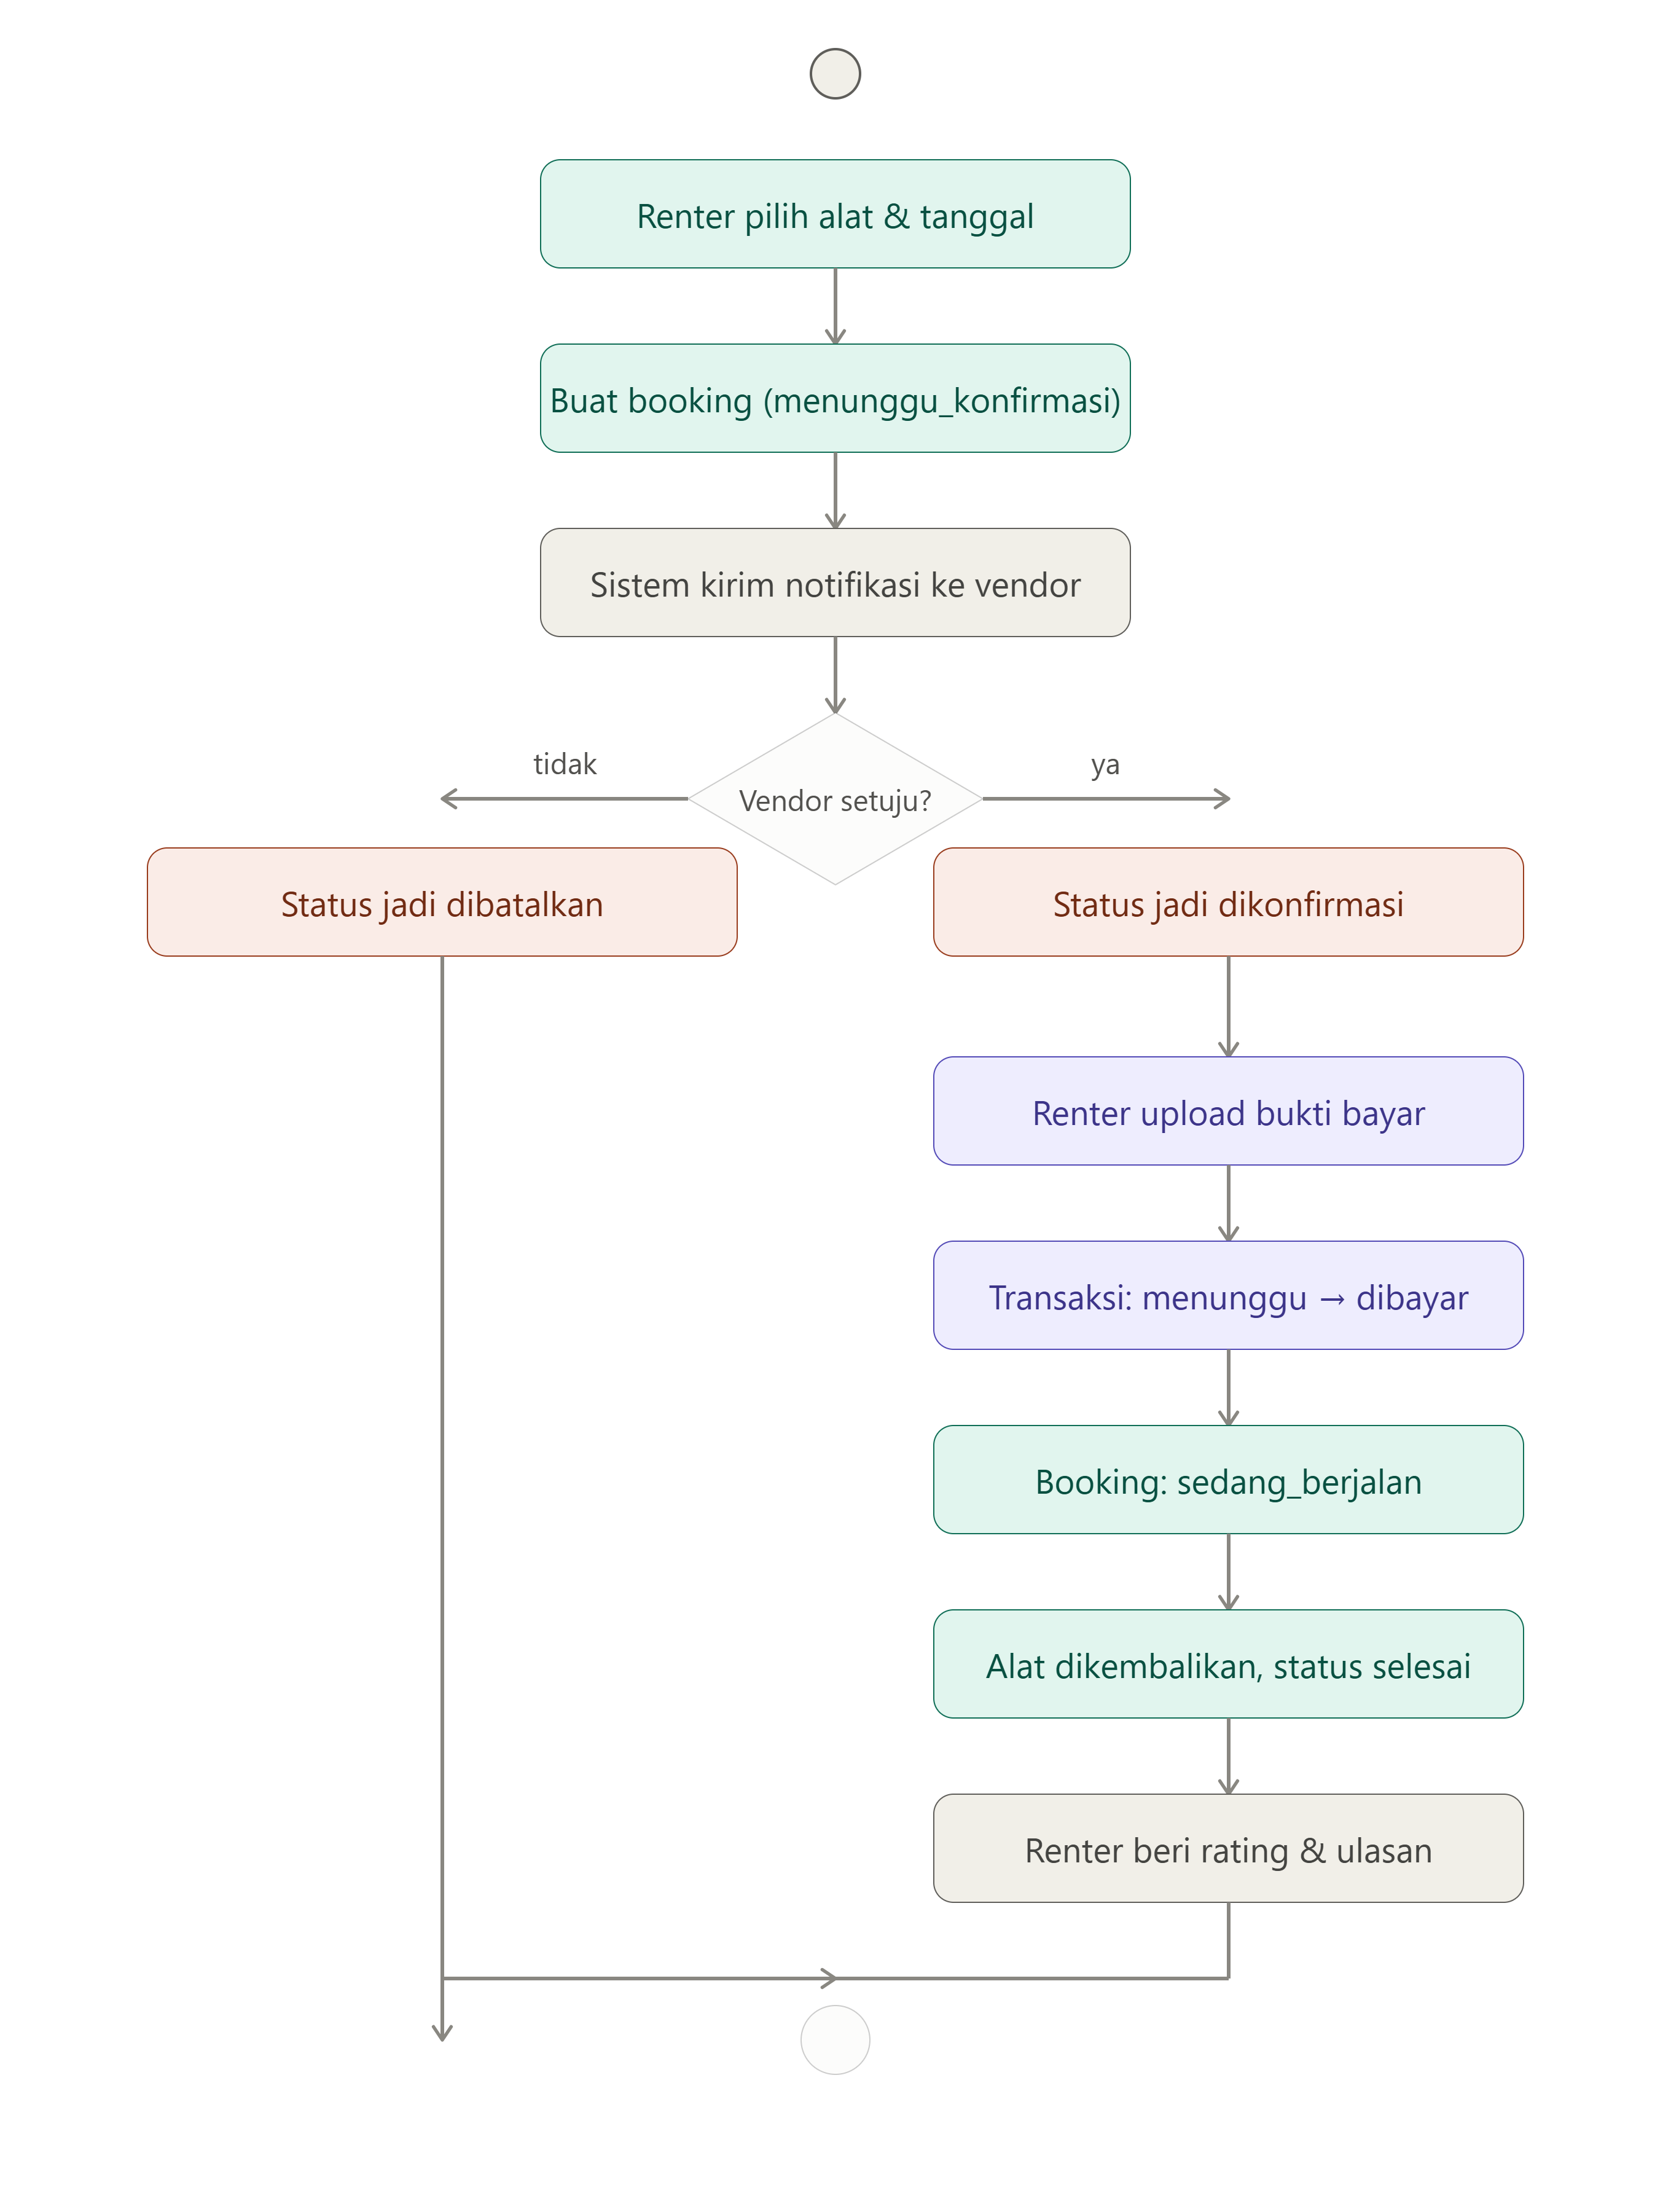 Renter pilih alat & tanggal
Buat booking (menunggu_konfirmasi)
Sistem kirim notifikasi ke vendor
tidak
ya
Vendor setuju?
Status jadi dibatalkan
Status jadi dikonfirmasi
Renter upload bukti bayar
Transaksi: menunggu → dibayar
Booking: sedang_berjalan
Alat dikembalikan, status selesai
Renter beri rating & ulasan